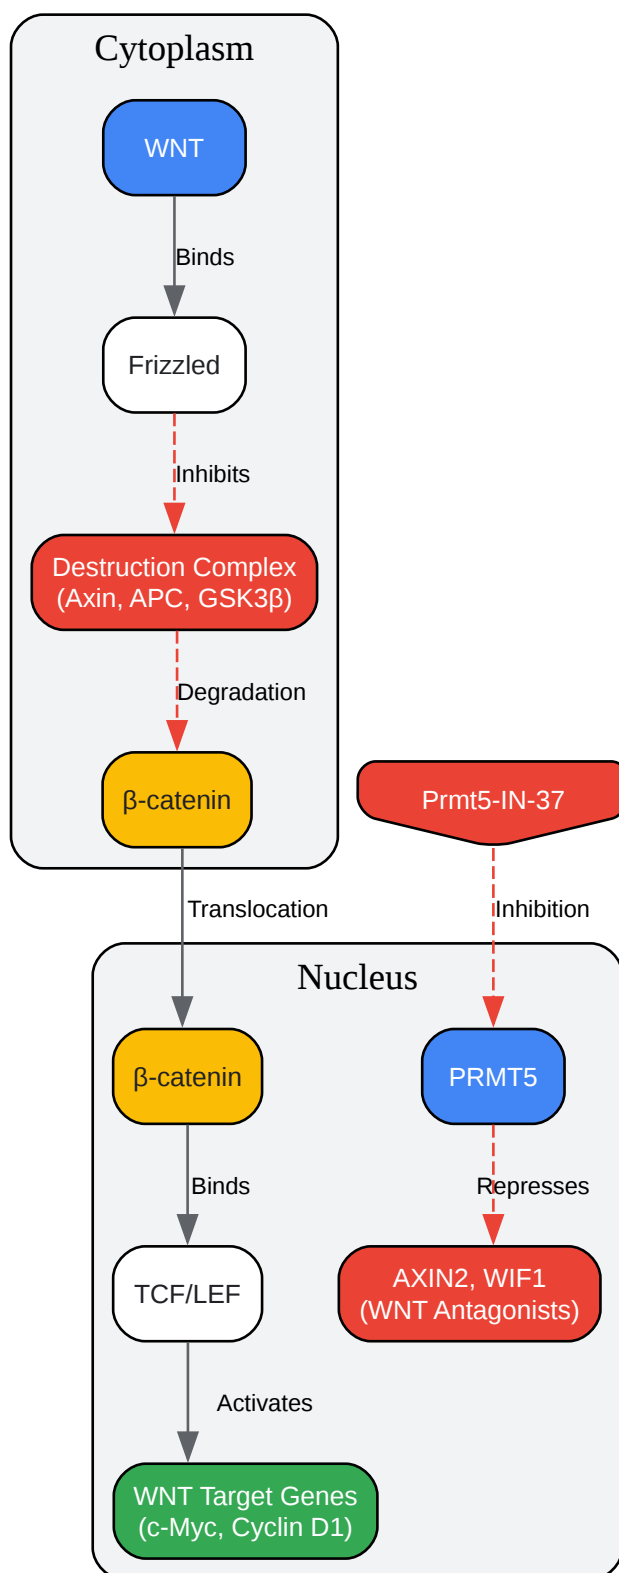 Cytoplasm
WNT
Binds
Frizzled
Inhibits
Destruction Complex
(Axin, APC, GSK3β)
Degradation
β-catenin
Prmt5-IN-37
Translocation
Inhibition
Nucleus
β-catenin
PRMT5
Binds
Represses
TCF/LEF
AXIN2, WIF1
(WNT Antagonists)
Activates
WNT Target Genes
(c-Myc, Cyclin D1)